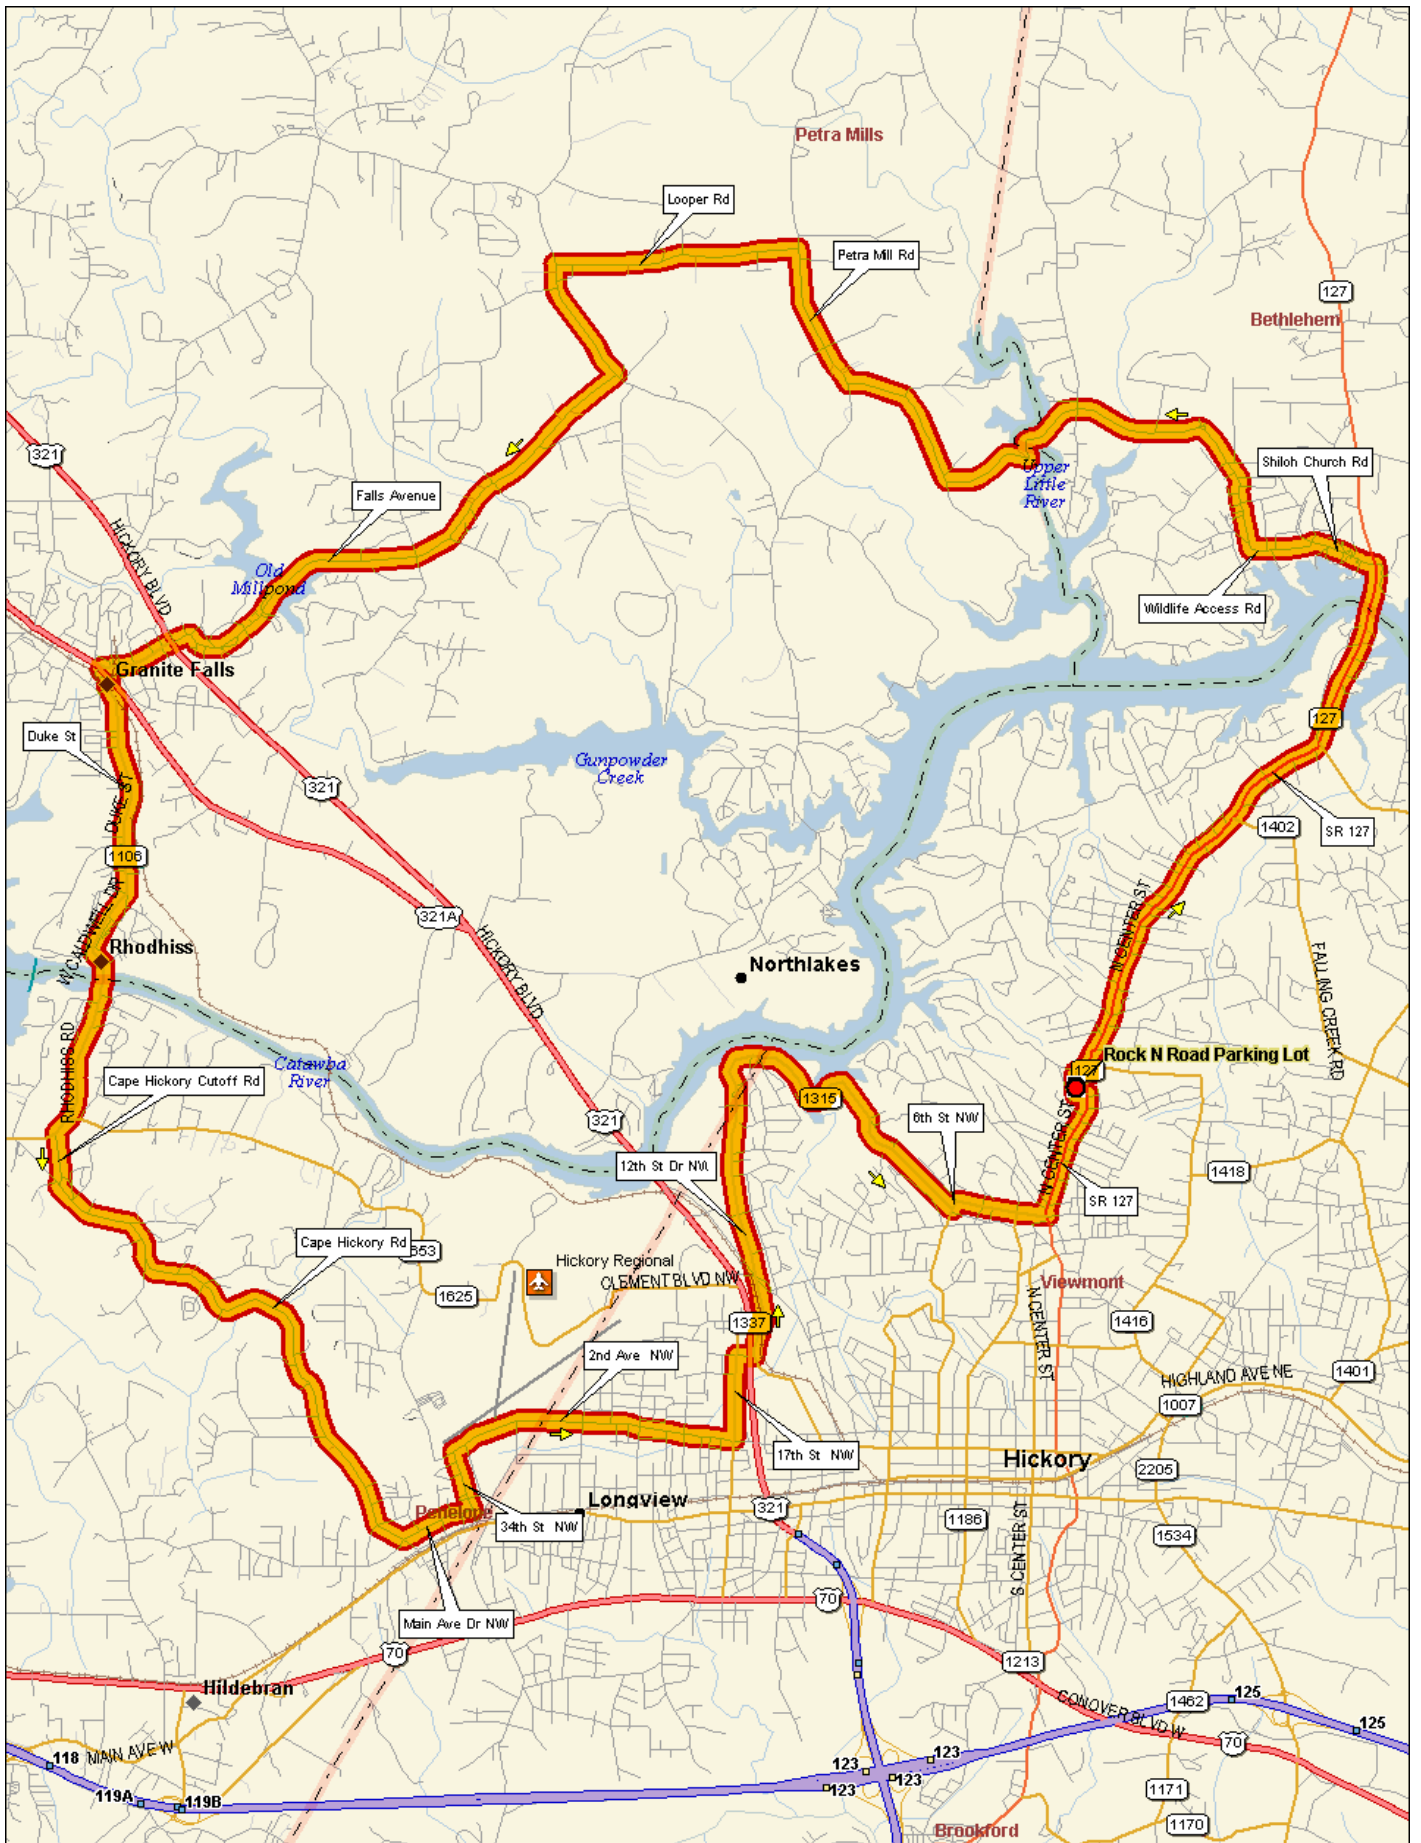 Petra Mills
Looper Rd
Petra Mill Rd
127
Bethlehem
321
HICKORY BLVD
Falls Avenue
Upper
Little
River
Shiloh Church Rd
Old
Millpond
Wildlife Access Rd
Granite Falls
Duke St
DUKE ST
Gunpowder
Creek
127
321
1106
1402
SR 127
W CALDWELL DR
321A
HICKORY BLVD
N CENTER ST
Rhodhiss
Northlakes
FALLING CREEK RD
RHODHISS RD
Catawba
River
Cape Hickory Cutoff Rd
Rock N Road Parking Lot
127
1315
321
6th St NW
N CENTER ST
12th St Dr NW
1418
SR 127
Cape Hickory Rd
1653
Hickory Regional
CLEMENT BLVD NW
1625
Viewmont
N CENTER ST
1337
1416
2nd Ave NW
HIGHLAND AVE NE
1401
1007
17th St NW
Hickory
2205
Longview
Penelope
34th St NW
321
1186
S CENTER ST
1534
70
Main Ave Dr NW
70
1213
Hildebran
CONOVER BLVD W
1462
125
125
70
118
MAIN AVE W
123
123
123
123
119A
119B
1171
1170
Brookford